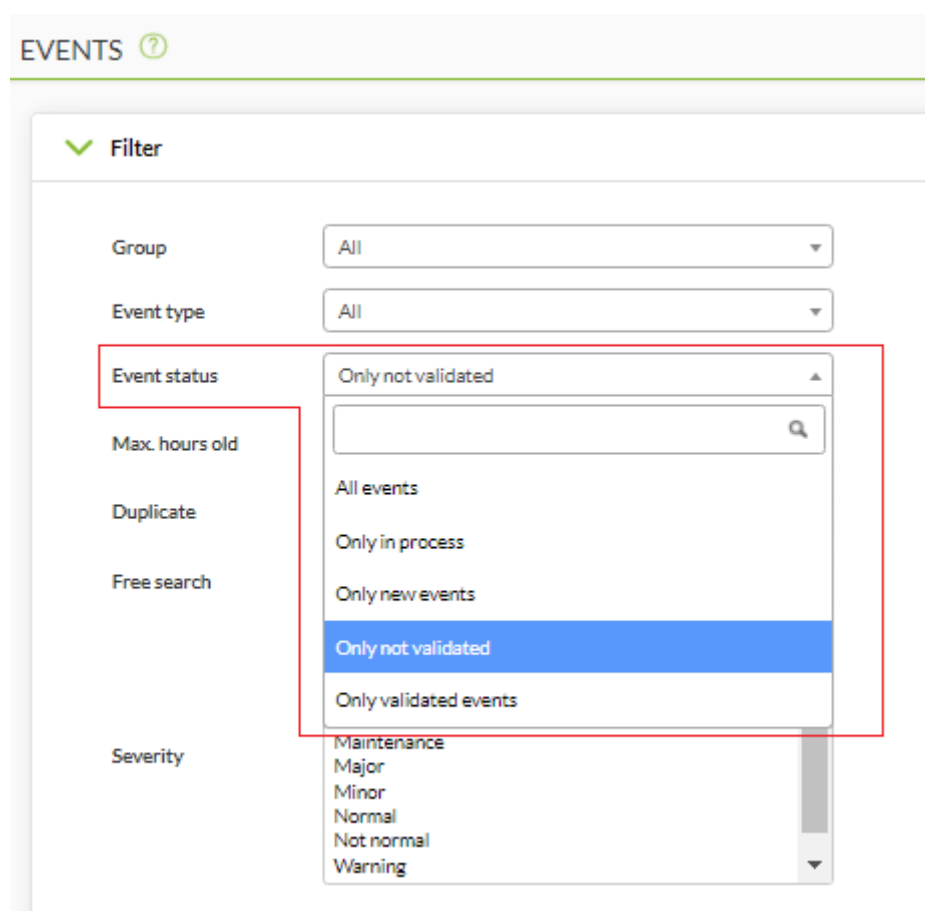 EVENTS ?
Filter
Group All
Event type All
Event status Only not validated
Max. hours old
All events
Duplicate
Only in process
Free search
Only new events
Only not validated
Only validated events
Severity
Maintenance
Major
Minor
Normal
Not normal
Warning